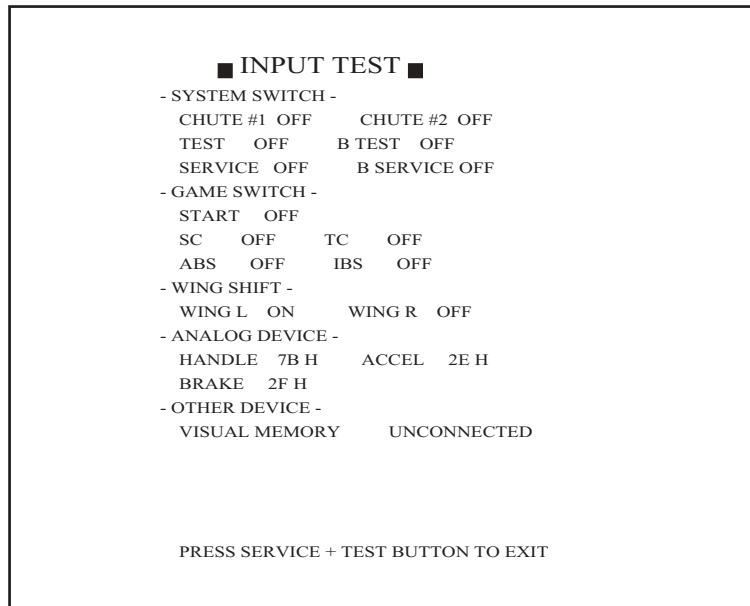 ■ INPUT TEST ■
- SYSTEM SWITCH -
CHUTE #1 OFF CHUTE #2 OFF
TEST OFF B TEST OFF
SERVICE OFF B SERVICE OFF
- GAME SWITCH -
START OFF
SC OFF TC OFF
ABS OFF IBS OFF
- WING SHIFT -
WING L ON WING R OFF
- ANALOG DEVICE -
HANDLE 7B H ACCEL 2E H
BRAKE 2F H
- OTHER DEVICE -
VISUAL MEMORY UNCONNECTED
PRESS SERVICE + TEST BUTTON TO EXIT